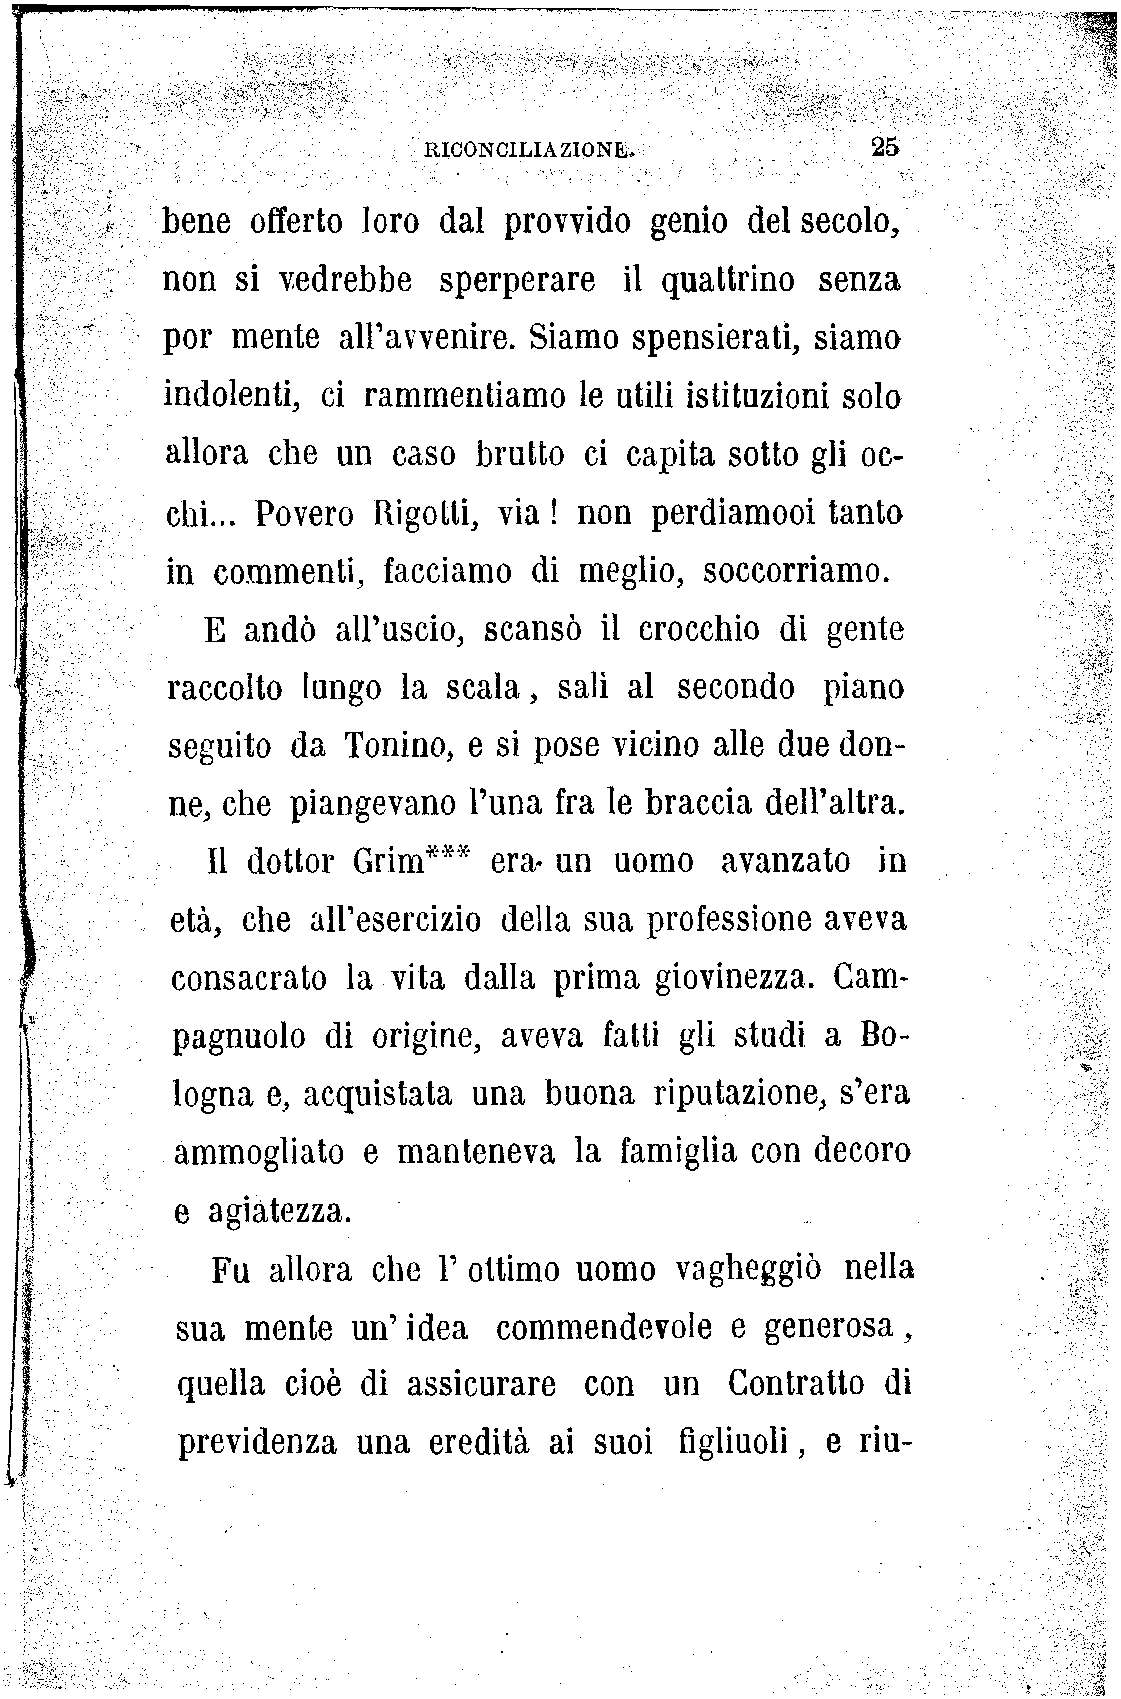 RICONCILIAZIONE. 25
bene offerto loro dal provvido genio del secolo,
non si vedrebbe sperperare il quattrino senza
por mente all'avvenire. Siamo spensierati, siamo
indolenti, ci rammentiamo le utili istituzioni solo
allora che un caso brutto ci capita sotto gli oc-
chi... Povero Rigotti, via! non perdiamooi tanto
in commenti, facciamo di meglio, soccorriamo.
E andò all'uscio, scansò il crocchio di gente
raccolto lungo la scala, salì al secondo piano
seguito da Tonino, e si pose vicino alle due don-
ne, che piangevano l'una fra le braccia dell'altra.
Il dottor Grim*** era un uomo avanzato in
età, che all'esercizio della sua professione aveva
consacrato la vita dalla prima giovinezza. Cam-
pagnuolo di origine, aveva fatti gli studi a Bo-
logna e, acquistata una buona riputazione, s'era
ammogliato e manteneva la famiglia con decoro
e agiatezza.
Fu allora che l' ottimo uomo vagheggiò nella
sua mente un' idea commendevole e generosa,
quella cioè di assicurare con un Contratto di
previdenza una eredità ai suoi figliuoli, e riu-